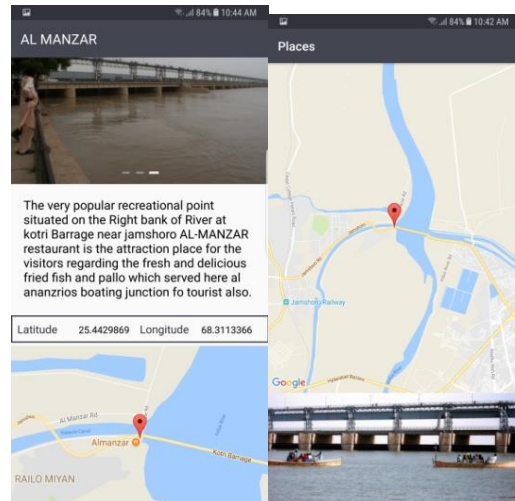 84% 10:44 AM
AL MANZAR
The very popular recreational point
situated on the Right bank of River at
kotri Barrage near jamshoro AL-MANZAR
restaurant is the attraction place for the
visitors regarding the fresh and delicious
fried fish and pallo which served here al
ananzrios boating junction fo tourist also.
Latitude 25.4429869 Longitude 68.3113366
Al Manzar Rd
Almanzar
Kotri Barrage
RAILO MIYAN
84% 10:42 AM
Places
Jamshoro Railway
Google